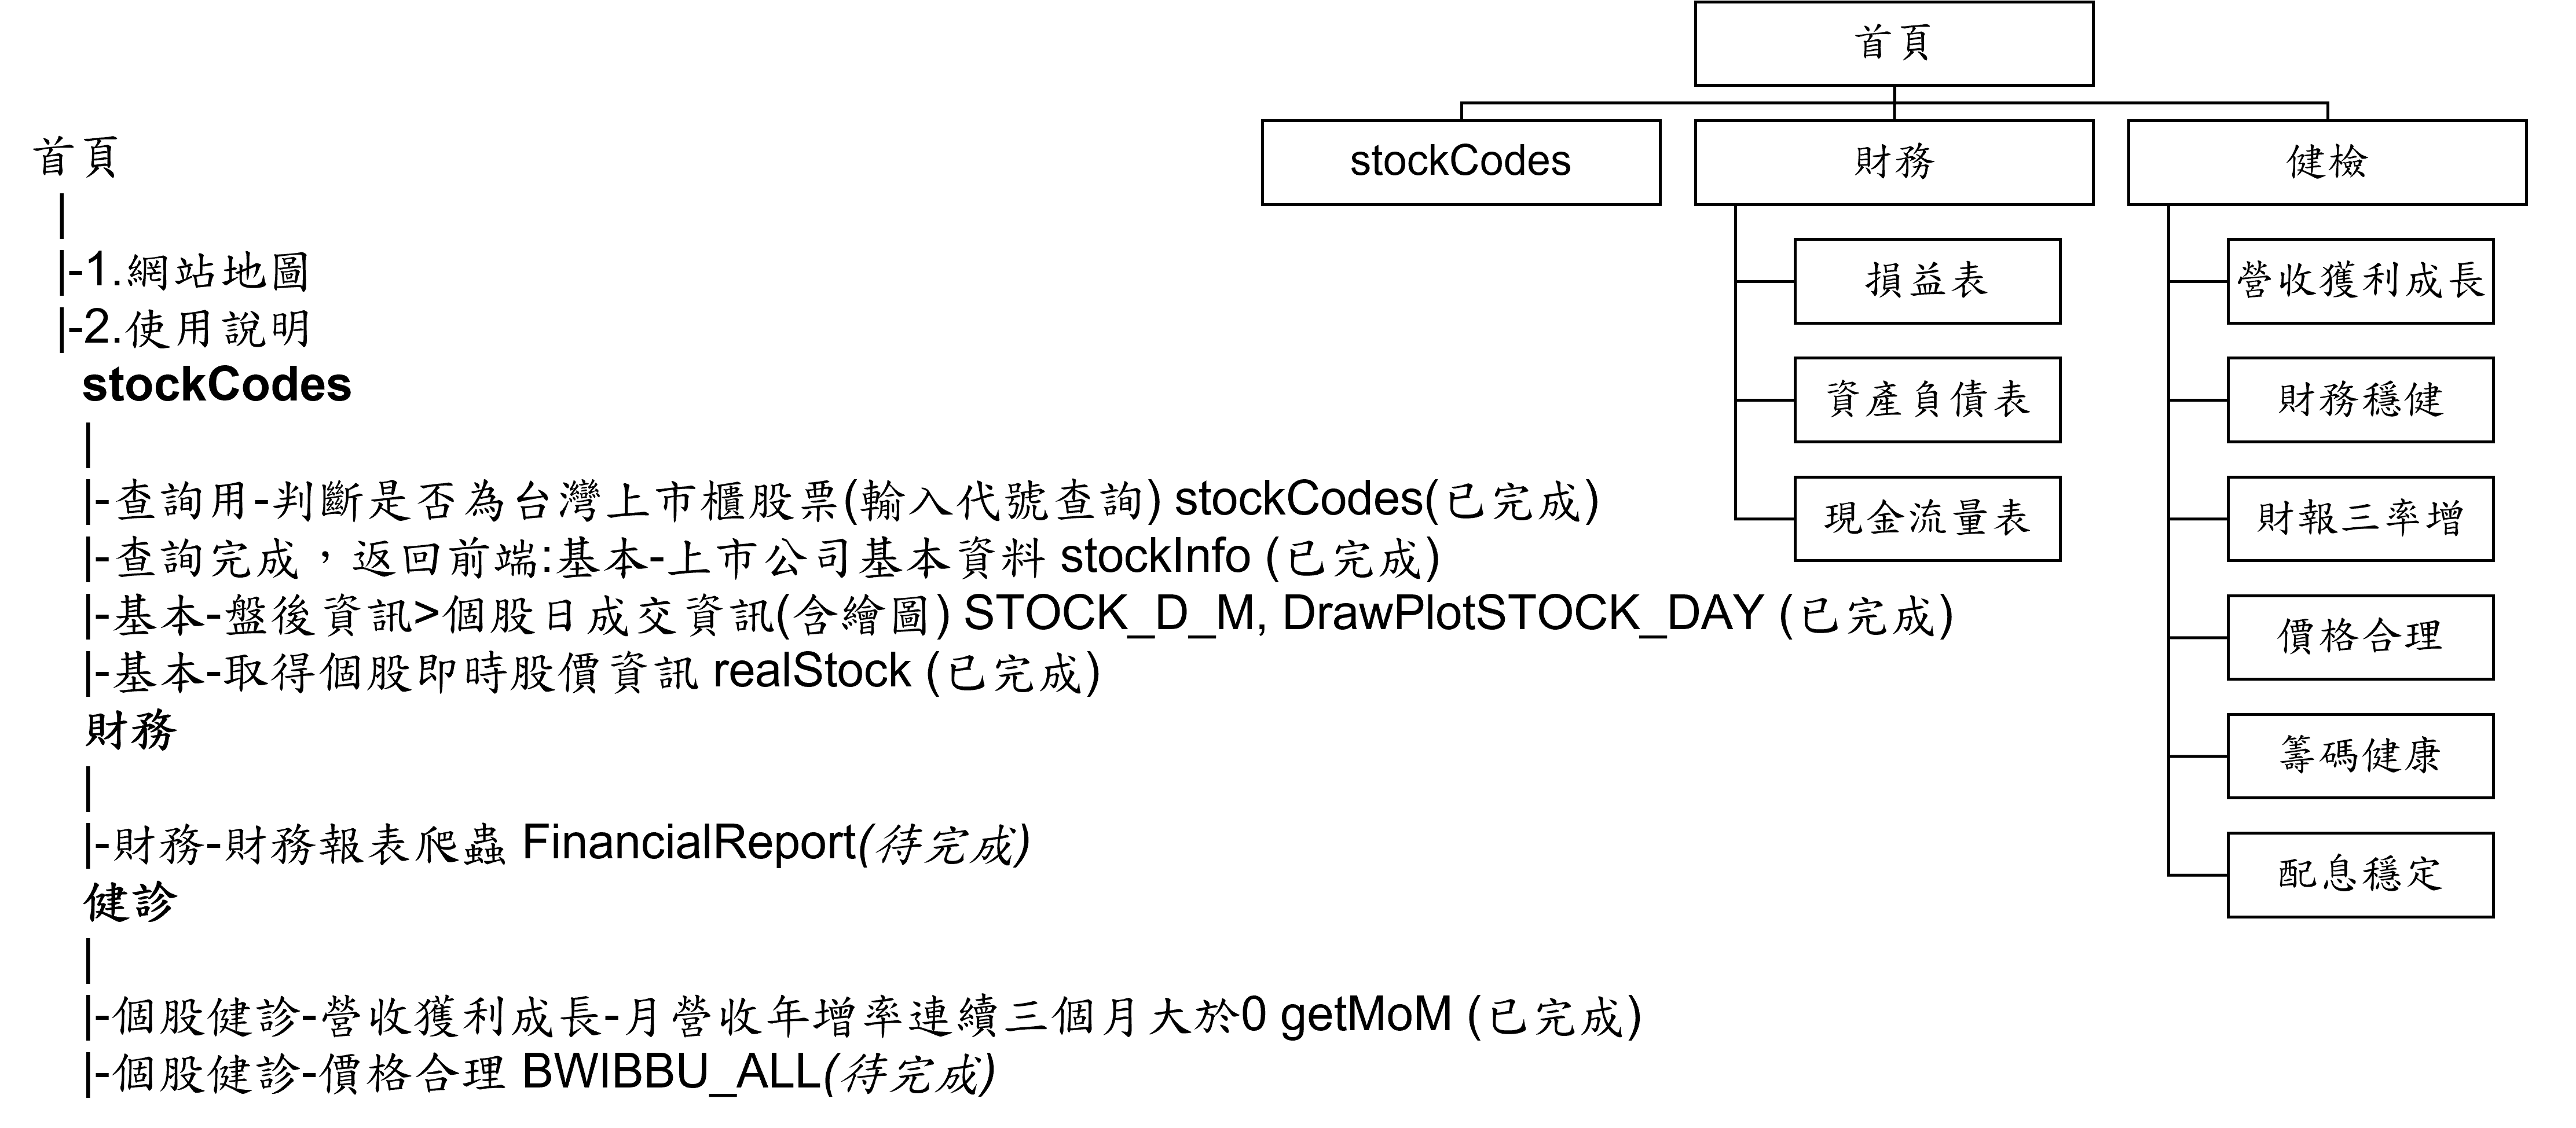 首頁
|
|-1.網站地圖
|-2.使用說明
stockCodes
|
|-查詢用-判斷是否為台灣上市櫃股票(輸入代號查詢) stockCodes(已完成)
|-查詢完成，返回前端:基本-上市公司基本資料 stockInfo (已完成)
|-基本-盤後資訊>個股日成交資訊(含繪圖) STOCK_D_M, DrawPlotSTOCK_DAY (已完成)
|-基本-取得個股即時股價資訊 realStock (已完成)
財務
|
|-財務-財務報表爬蟲 FinancialReport(待完成)
健診
|
|-個股健診-營收獲利成長-月營收年增率連續三個月大於0 getMoM (已完成)
|-個股健診-價格合理 BWIBBU_ALL(待完成)
首頁
stockCodes
財務
損益表
資產負債表
現金流量表
健檢
營收獲利成長
財務穩健
財報三率增
價格合理
籌碼健康
配息穩定